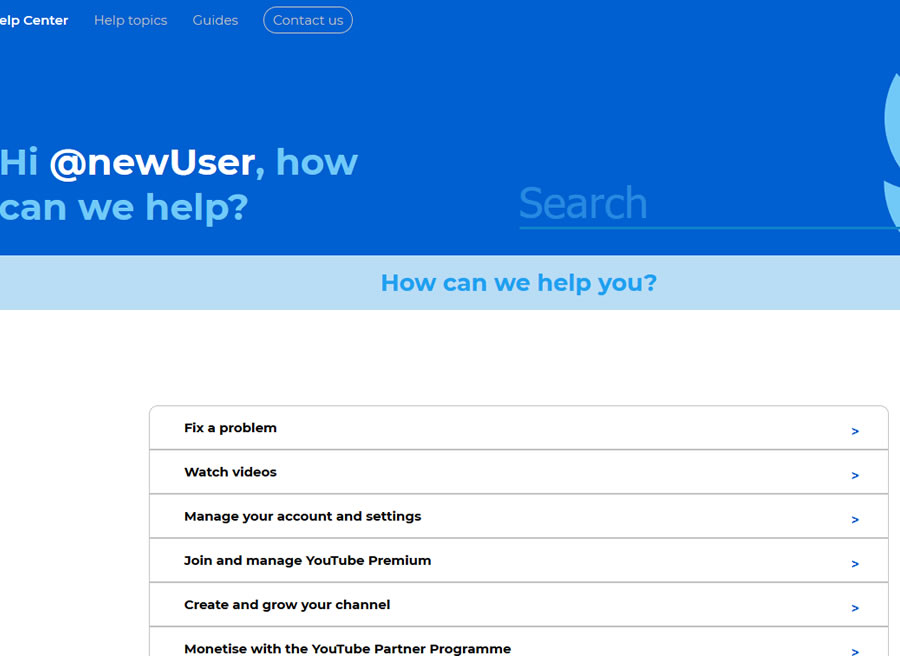 elp Center Help topics Guides Contact us
Hi @newUser, how
can we help?
Search
How can we help you?
Fix a problem >
Watch videos >
Manage your account and settings >
Join and manage YouTube Premium >
Create and grow your channel >
Monetise with the YouTube Partner Programme >